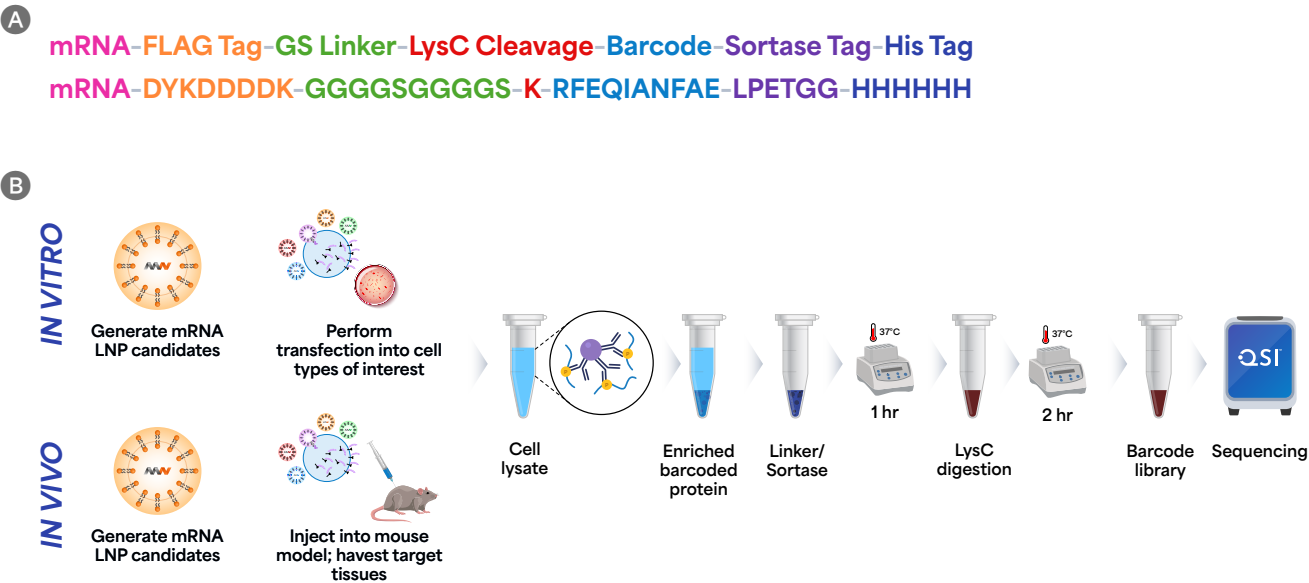 A
mRNA-FLAG Tag-GS Linker-LysC Cleavage-Barcode-Sortase Tag-His Tag
mRNA-DYKDDDDK-GGGGSGGGGS-K-RFEQIANFAE-LPETGG-HHHHHH
B
IN VITRO
Generate mRNA
LNP candidates
Perform
transfection into cell
types of interest
IN VIVO
Generate mRNA
LNP candidates
Inject into mouse
model; havest target
tissues
Cell
lysate
Enriched
barcoded
protein
Linker/
Sortase
37°C
1 hr
LysC
digestion
37°C
2 hr
Barcode
library
QSI
Sequencing